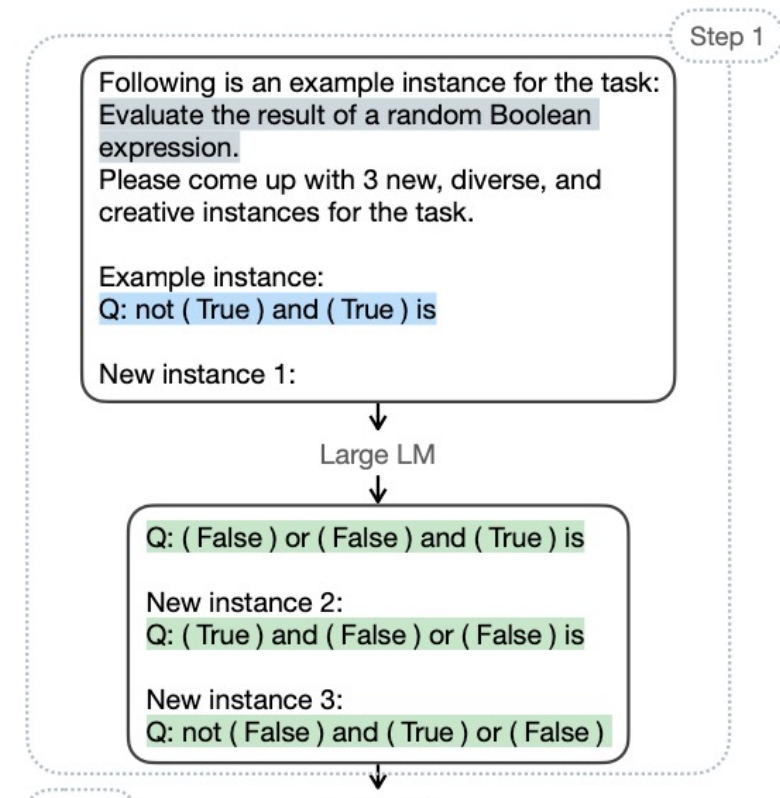 Step 1
Following is an example instance for the task:
Evaluate the result of a random Boolean
expression.
Please come up with 3 new, diverse, and
creative instances for the task.
Example instance:
Q: not ( True ) and ( True ) is
New instance 1:
Large LM
Q: ( False ) or ( False ) and ( True ) is
New instance 2:
Q: ( True ) and ( False ) or ( False ) is
New instance 3:
Q: not ( False ) and ( True ) or ( False )